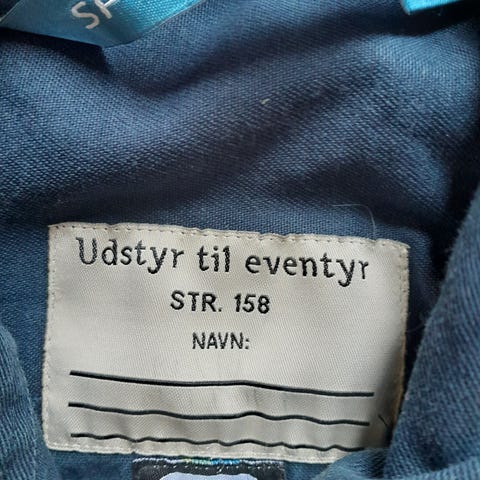 Udstyr til eventyr
STR. 158
NAVN: